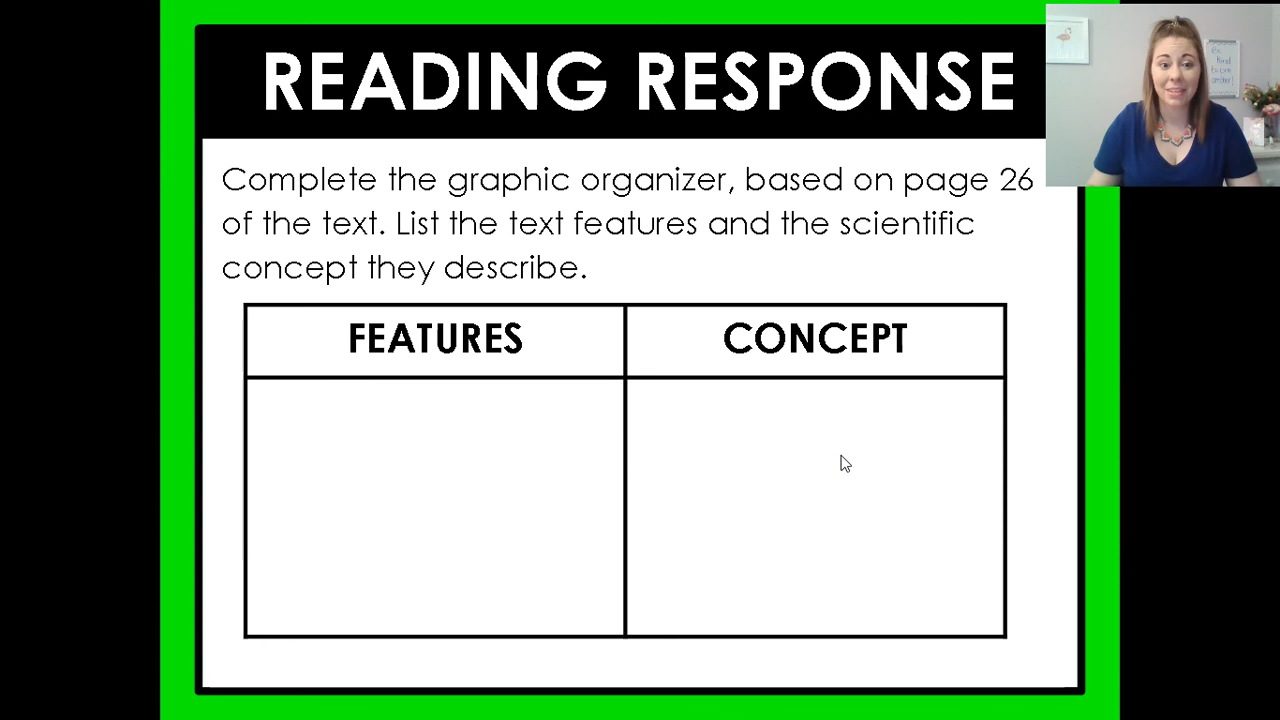 READING RESPONSE
Complete the graphic organizer, based on page 26
of the text. List the text features and the scientific
concept they describe.
FEATURES CONCEPT